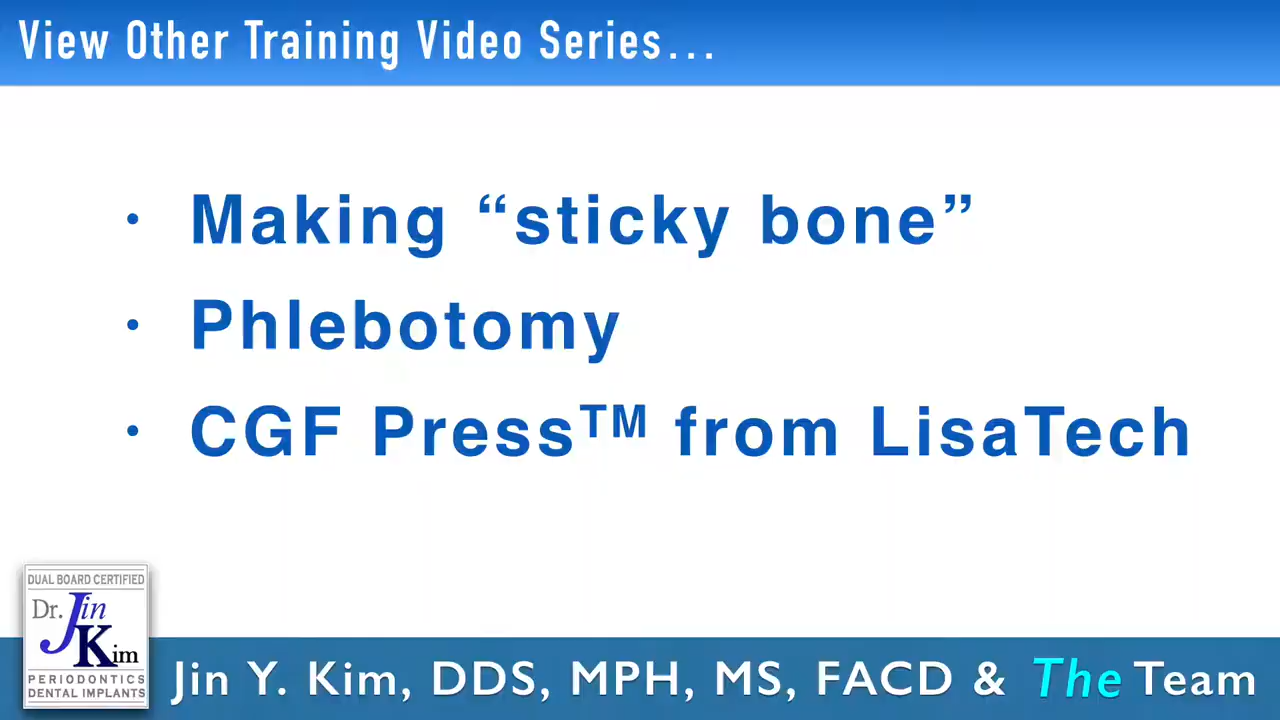 View Other Training Video Series...
• Making “sticky bone”
• Phlebotomy
• CGF Press™ from LisaTech
DUAL BOARD CERTIFIED
Dr. Jin
Kim
PERIODONTICS
DENTAL IMPLANTS
Jin Y. Kim, DDS, MPH, MS, FACD & The Team